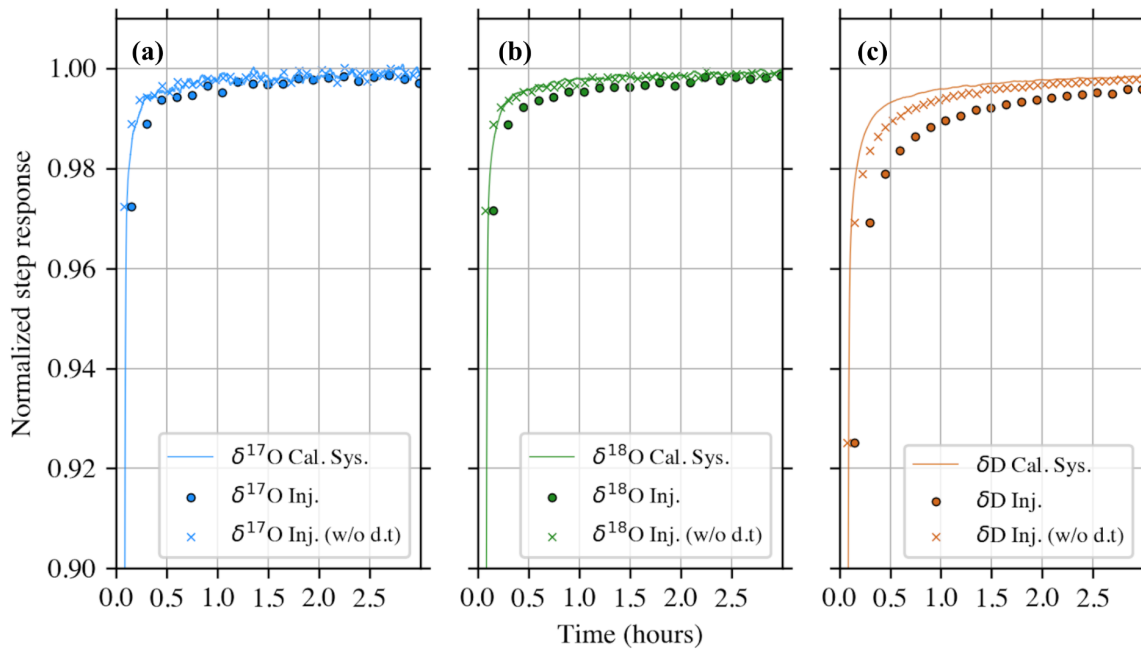 Normalized step response
1.00
0.98
0.96
0.94
0.92
0.90
(a)
δ¹⁷O Cal. Sys.
δ¹⁷O Inj.
δ¹⁷O Inj. (w/o d.t)
0.0 0.5 1.0 1.5 2.0 2.5
(b)
δ¹⁸O Cal. Sys.
δ¹⁸O Inj.
δ¹⁸O Inj. (w/o d.t)
0.0 0.5 1.0 1.5 2.0 2.5
(c)
δD Cal. Sys.
δD Inj.
δD Inj. (w/o d.t)
0.0 0.5 1.0 1.5 2.0 2.5
Time (hours)